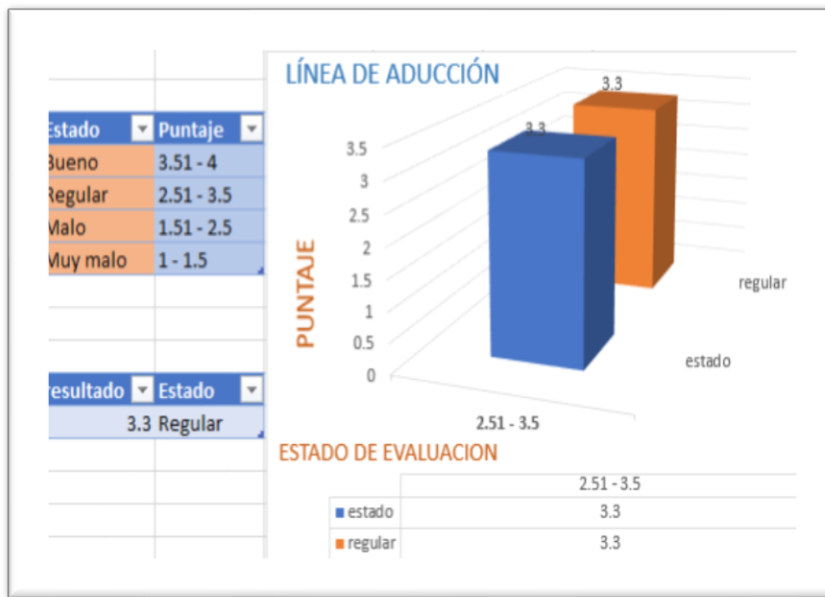 LÍNEA DE ADUCCIÓN
Estado Puntaje
Bueno 3.51 - 4
Regular 2.51 - 3.5
Malo 1.51 - 2.5
Muy malo 1 - 1.5
resultado Estado
3.3 Regular
3.3
3.3
3.5
3
2.5
2
1.5
1
0.5
0
PUNTAJE
regular
estado
2.51 - 3.5
ESTADO DE EVALUACION
2.51 - 3.5
estado 3.3
regular 3.3